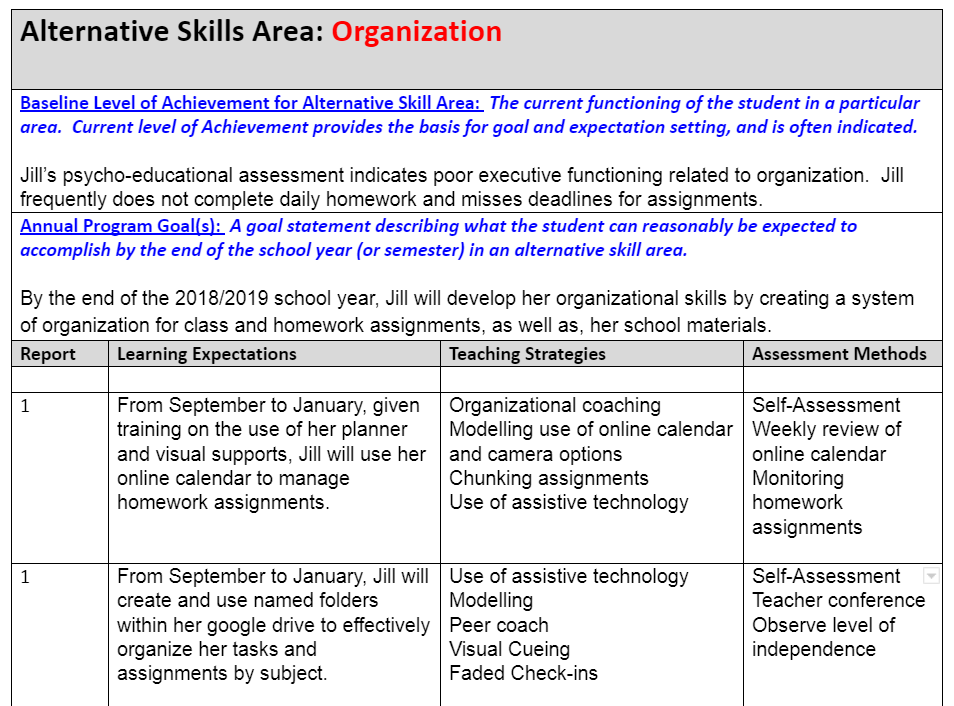 Alternative Skills Area: Organization
Baseline Level of Achievement for Alternative Skill Area:  The current functioning of the student in a particular
area.  Current level of Achievement provides the basis for goal and expectation setting, and is often indicated.
Jill's psycho-educational assessment indicates poor executive functioning related to organization.  Jill
frequently does not complete daily homework and misses deadlines for assignments.
Annual Program Goal(s):  A goal statement describing what the student can reasonably be expected to
accomplish by the end of the school year (or semester) in an alternative skill area.
By the end of the 2018/2019 school year, Jill will develop her organizational skills by creating a system
of organization for class and homework assignments, as well as, her school materials.
Report
Learning Expectations
Teaching Strategies
Assessment Methods
1
From September to January, given
training on the use of her planner
and visual supports, Jill will use her
online calendar to manage
homework assignments.
Organizational coaching
Modelling use of online calendar
and camera options
Chunking assignments
Use of assistive technology
Self-Assessment
Weekly review of
online calendar
Monitoring
homework
assignments
1
From September to January, Jill will
create and use named folders
within her google drive to effectively
organize her tasks and
assignments by subject.
Use of assistive technology
Modelling
Peer coach
Visual Cueing
Faded Check-ins
Self-Assessment
Teacher conference
Observe level of
independence